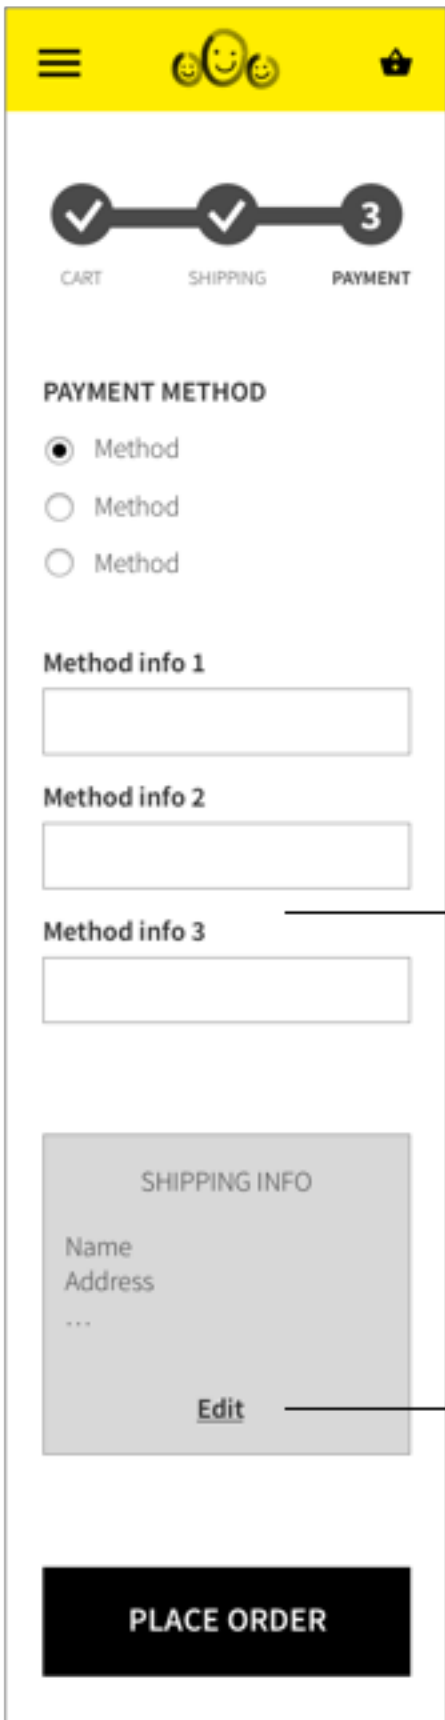 3
CART SHIPPING PAYMENT
PAYMENT METHOD
Method
Method
Method
Method info 1
Method info 2
Method info 3
SHIPPING INFO
Name
Address
...
Edit
PLACE ORDER